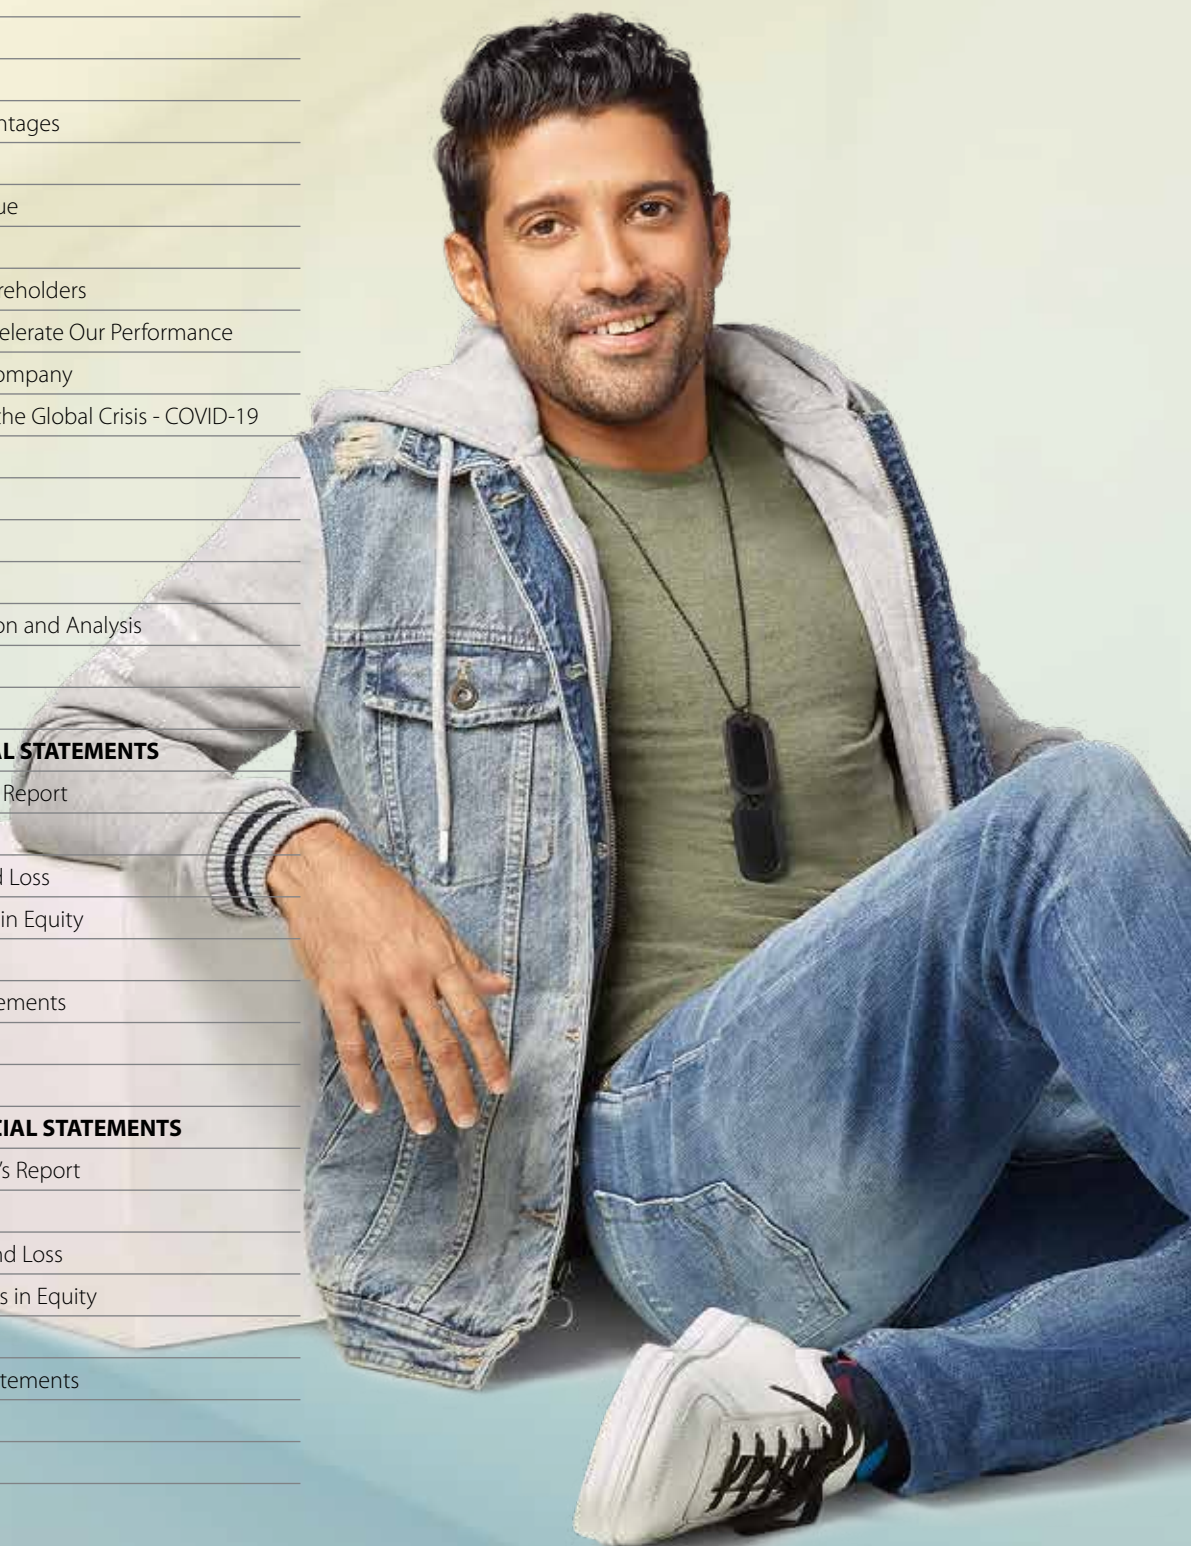 ntages
ue
reholders
elerate Our Performance
ompany
the Global Crisis - COVID-19
on and Analysis
AL STATEMENTS
Report
d Loss
in Equity
ements
CIAL STATEMENTS
's Report
nd Loss
s in Equity
tements